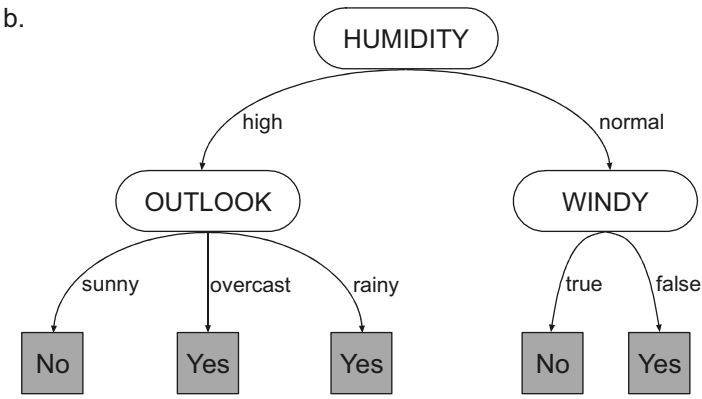 b.
HUMIDITY
high
normal
OUTLOOK
WINDY
sunny
overcast
rainy
true
false
No
Yes
Yes
No
Yes